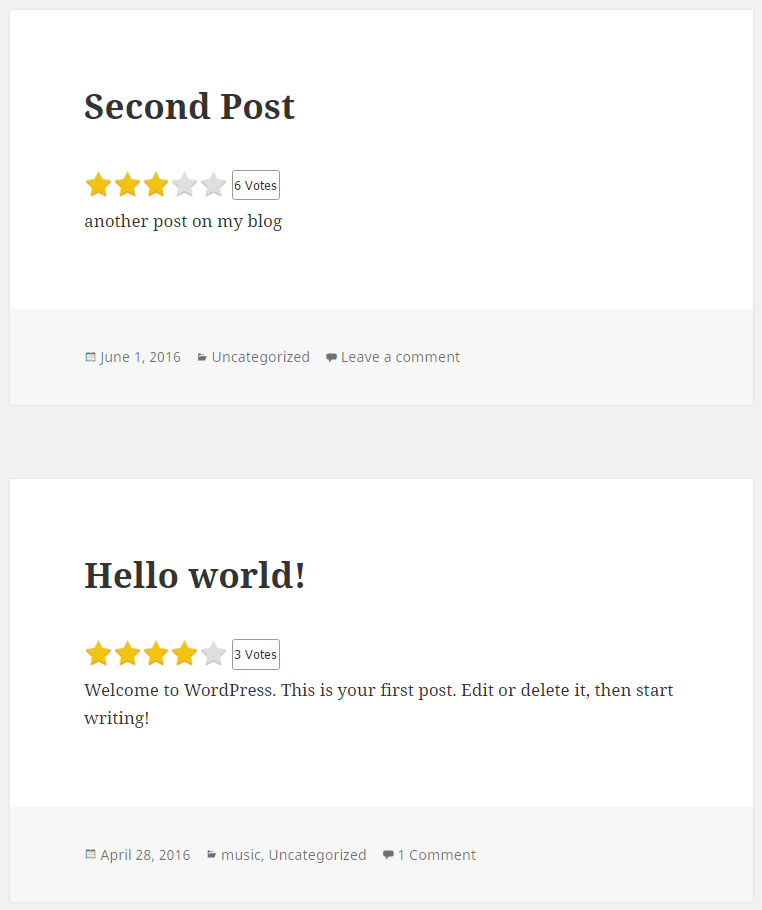 Second Post
6 Votes
another post on my blog
June 1, 2016 Uncategorized Leave a comment
Hello world!
3 Votes
Welcome to WordPress. This is your first post. Edit or delete it, then start
writing!
April 28, 2016 music, Uncategorized 1 Comment